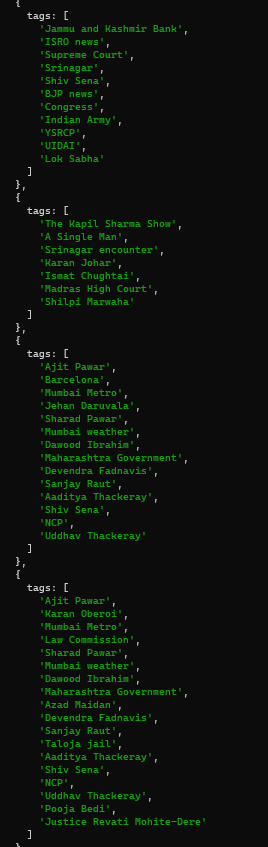 {
tags: [
'Jammu and Kashmir Bank',
'ISRO news',
'Supreme Court',
'Srinagar',
'Shiv Sena',
'BJP news',
'Congress',
'Indian Army',
'YSRCP',
'UIDAI',
'Lok Sabha'
]
},
{
tags: [
'The Kapil Sharma Show',
'A Single Man',
'Srinagar encounter',
'Karan Johar',
'Ismat Chughtai',
'Madras High Court',
'Shilpi Marwaha'
]
},
{
tags: [
'Ajit Pawar',
'Barcelona',
'Mumbai Metro',
'Jehan Daruvala',
'Sharad Pawar',
'Mumbai weather',
'Dawood Ibrahim',
'Maharashtra Government',
'Devendra Fadnavis',
'Sanjay Raut',
'Aaditya Thackeray',
'Shiv Sena',
'NCP',
'Uddhav Thackeray'
]
},
{
tags: [
'Ajit Pawar',
'Karan Oberoi',
'Mumbai Metro',
'Law Commission',
'Sharad Pawar',
'Mumbai weather',
'Dawood Ibrahim',
'Maharashtra Government',
'Azad Maidan',
'Devendra Fadnavis',
'Sanjay Raut',
'Taloja jail',
'Aaditya Thackeray',
'Shiv Sena',
'NCP',
'Uddhav Thackeray',
'Pooja Bedi',
'Justice Revati Mohite-Dere'
]
},